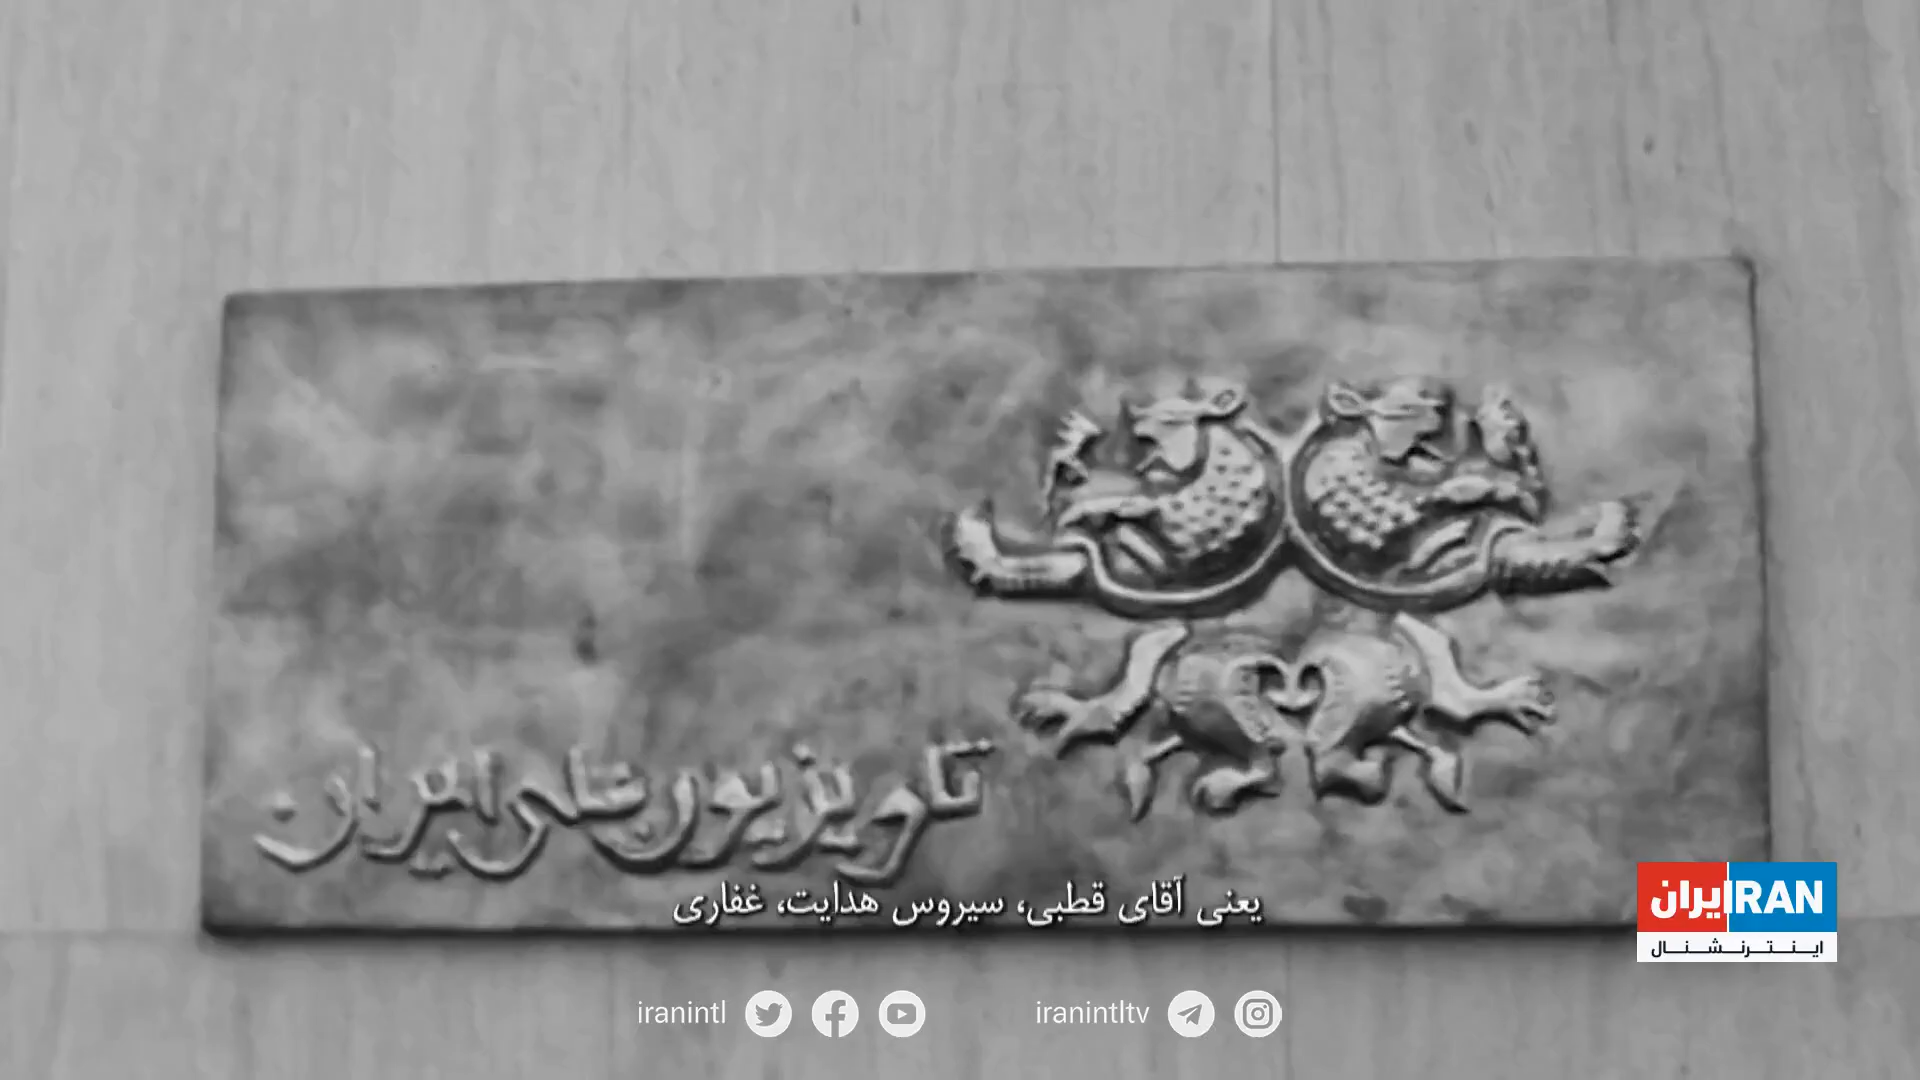 تلویزیون ملی ایران
یعنی آقای قطبی، سیروس هدایت، غفاری
ایران IRAN
اینترنشنال
iranintl
iranintltv